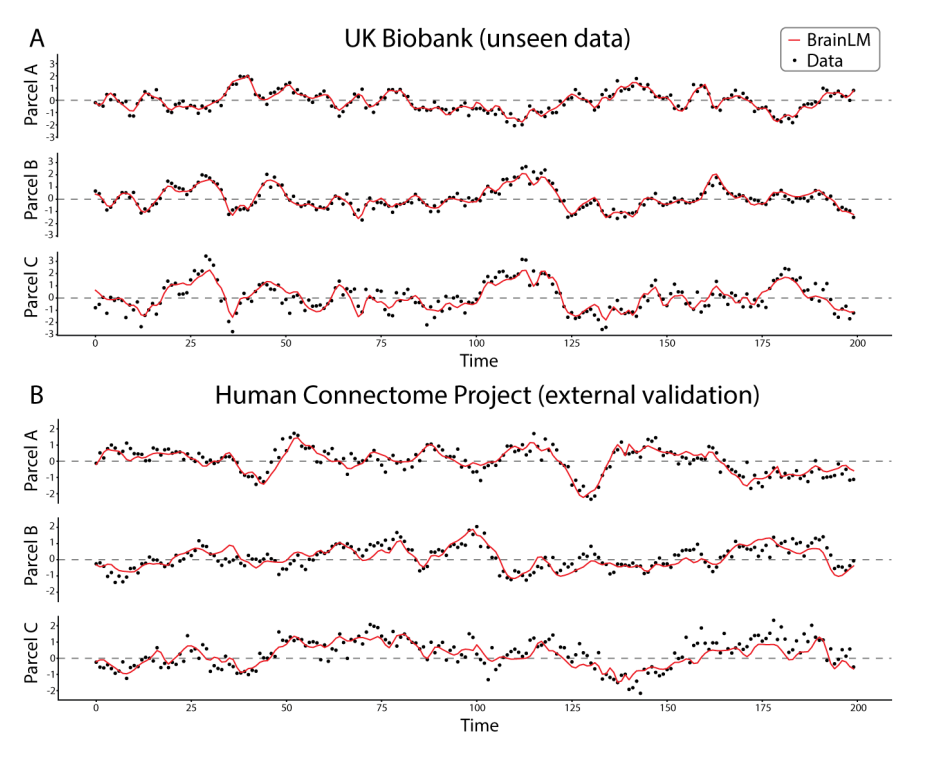 A
UK Biobank (unseen data)
BrainLM
Data
Parcel A
3
2
1
0
-1
-2
-3
Parcel B
3
2
1
0
-1
-2
-3
Parcel C
3
2
1
0
-1
-2
-3
0 25 50 75 100 125 150 175 200
Time
B
Human Connectome Project (external validation)
Parcel A
2
1
0
-1
-2
Parcel B
2
1
0
-1
-2
Parcel C
2
1
0
-1
-2
0 25 50 75 100 125 150 175 200
Time